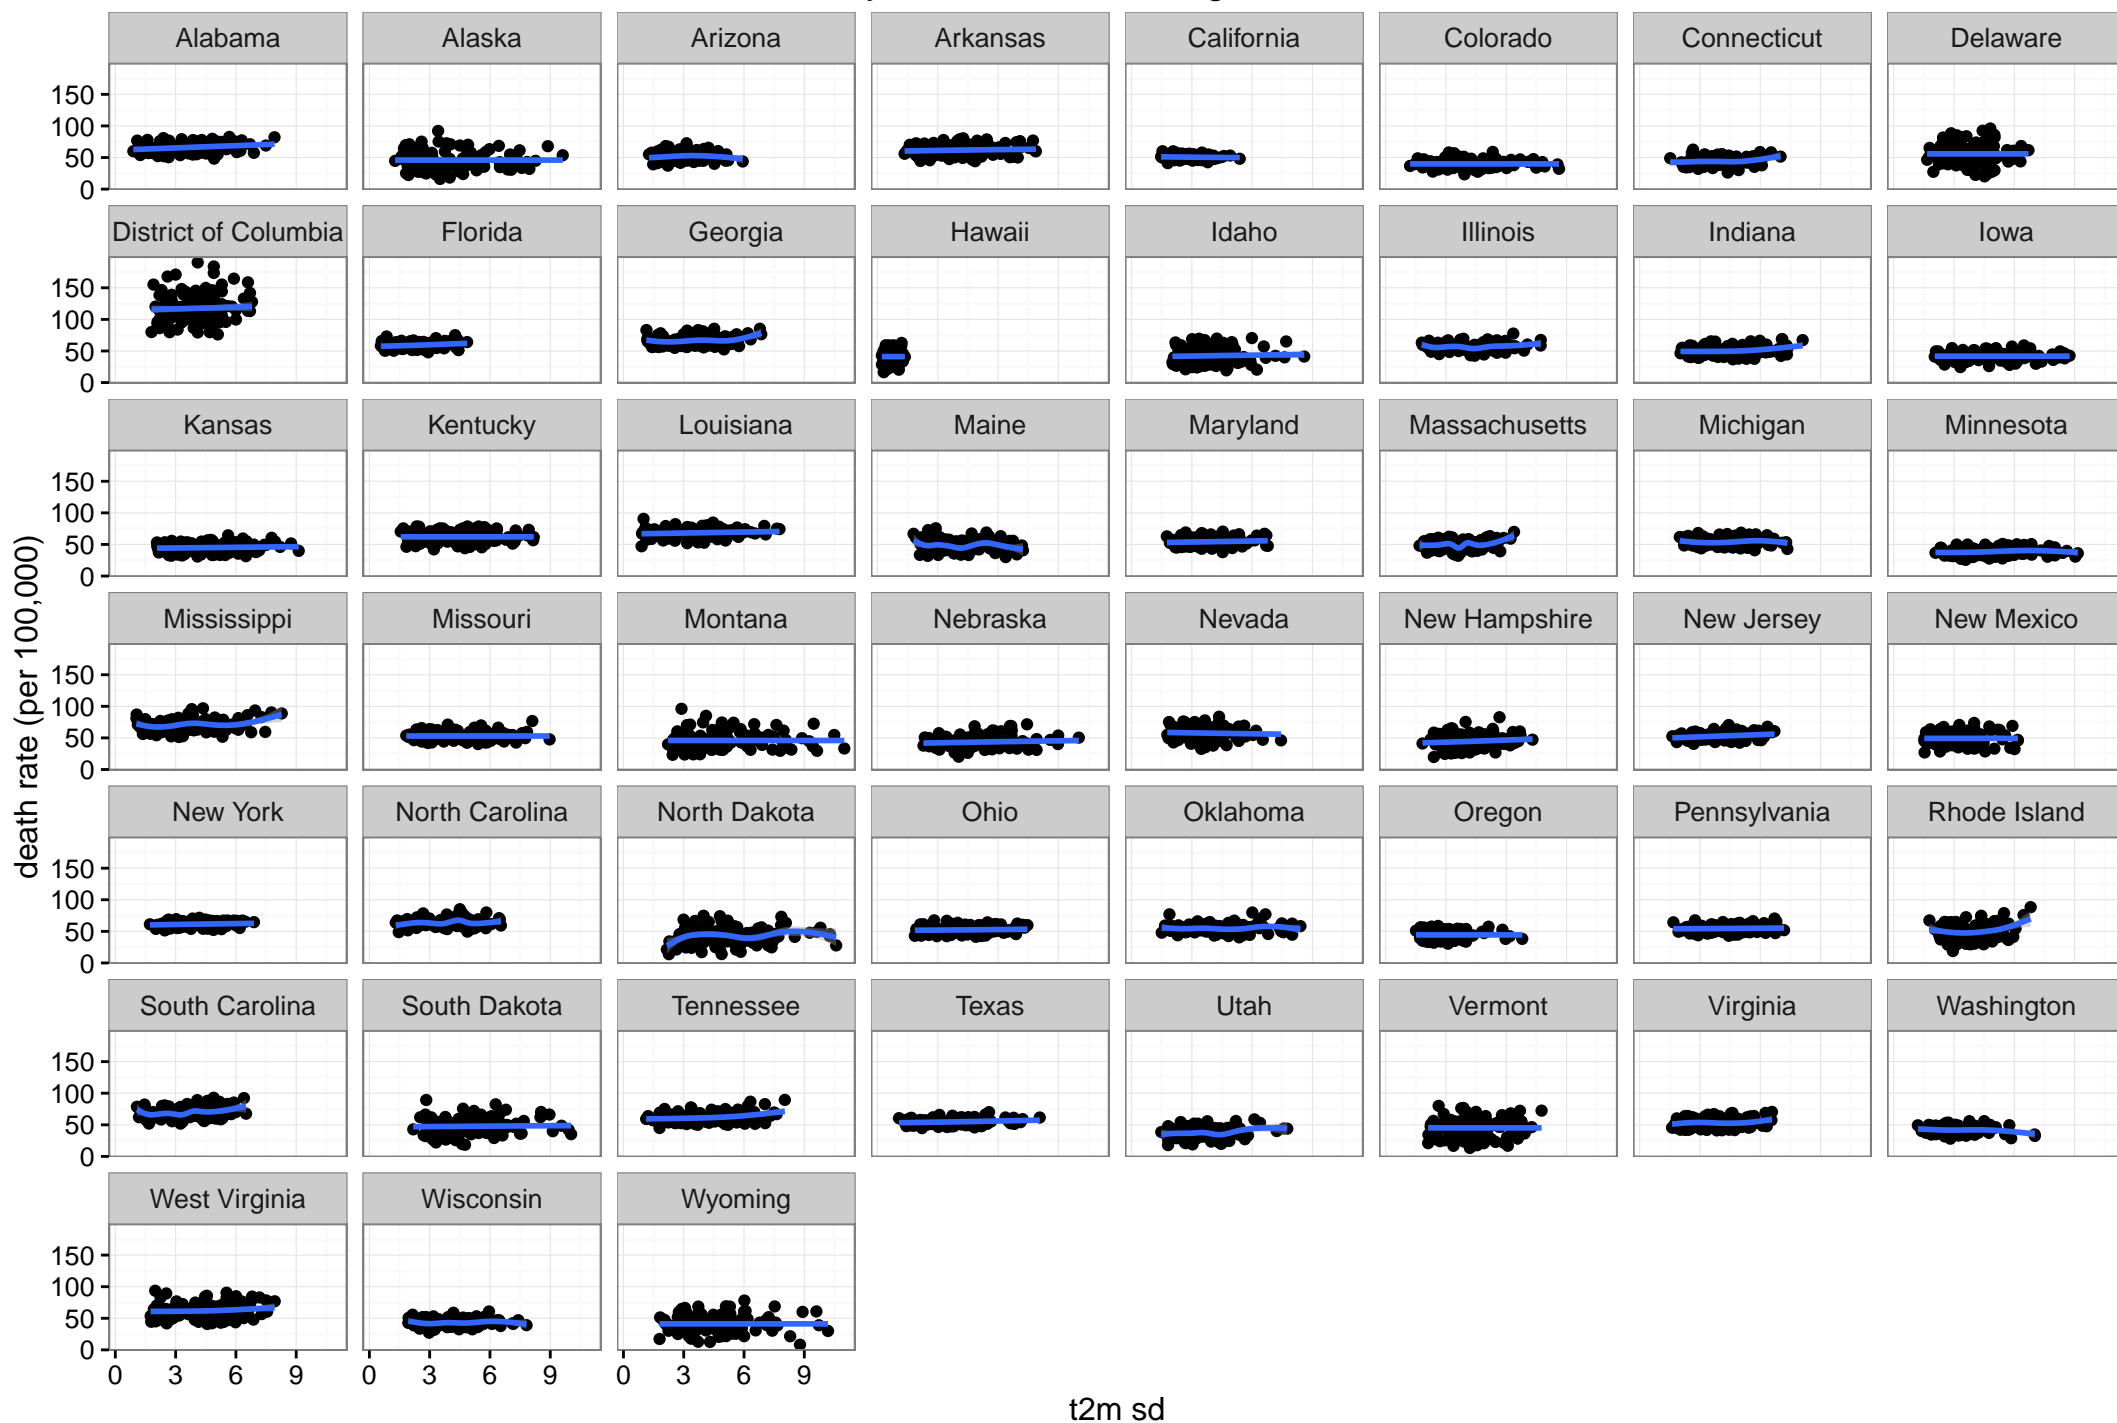 Alabama Alaska Arizona Arkansas California Colorado Connecticut Delaware
150
100
50
0
District of Columbia Florida Georgia Hawaii Idaho Illinois Indiana Iowa
150
100
50
0
Kansas Kentucky Louisiana Maine Maryland Massachusetts Michigan Minnesota
150
100
50
0
death rate (per 100,000)
Mississippi Missouri Montana Nebraska Nevada New Hampshire New Jersey New Mexico
150
100
50
0
New York North Carolina North Dakota Ohio Oklahoma Oregon Pennsylvania Rhode Island
150
100
50
0
South Carolina South Dakota Tennessee Texas Utah Vermont Virginia Washington
150
100
50
0
West Virginia Wisconsin Wyoming
150
100
50
0
0 3 6 9 0 3 6 9 0 3 6 9
t2m sd